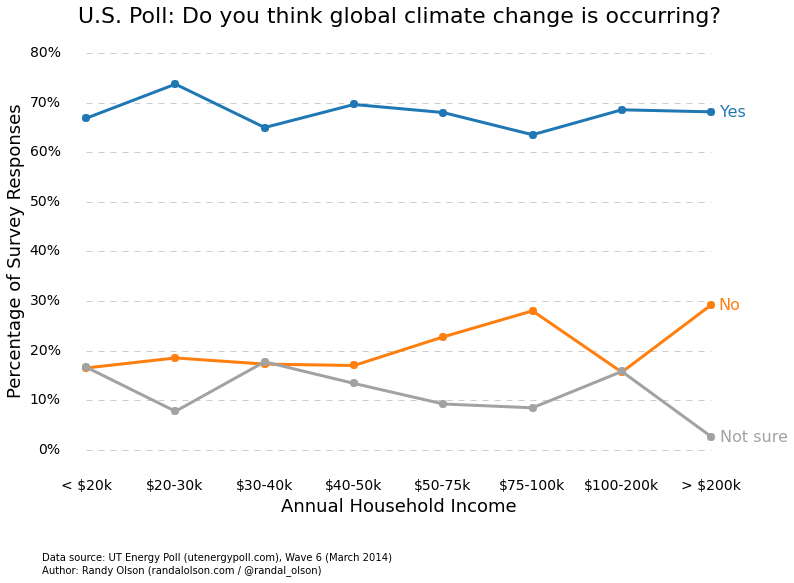 U.S. Poll: Do you think global climate change is occurring?
80%
70%
60%
50%
40%
30%
20%
10%
0%
Percentage of Survey Responses
Yes
No
Not sure
< $20k $20-30k $30-40k $40-50k $50-75k $75-100k $100-200k > $200k
Annual Household Income
Data source: UT Energy Poll (utenergypoll.com), Wave 6 (March 2014)
Author: Randy Olson (randalolson.com / @randal_olson)